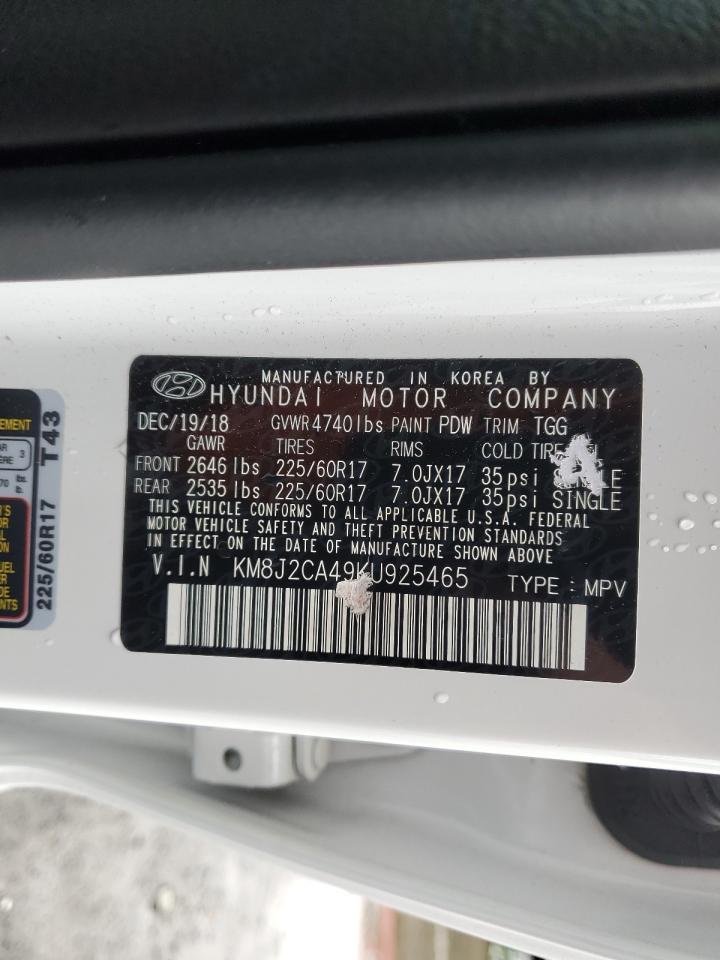 MANUFACTURED IN KOREA BY
HYUNDAI MOTOR COMPANY
DEC/19/18 GVWR 4740lbs PAINT PDW TRIM TGG
GAWR TIRES RIMS COLD TIRE
FRONT 2646 lbs 225/60R17 7.0JX17 35psi
REAR 2535 lbs 225/60R17 7.0JX17 35psi SINGLE
THIS VEHICLE CONFORMS TO ALL APPLICABLE U.S.A. FEDERAL
MOTOR VEHICLE SAFETY AND THEFT PREVENTION STANDARDS
IN EFFECT ON THE DATE OF MANUFACTURE SHOWN ABOVE.
V.I.N KM8J2CA49KU925465 TYPE : MPV
225/60R17 T43